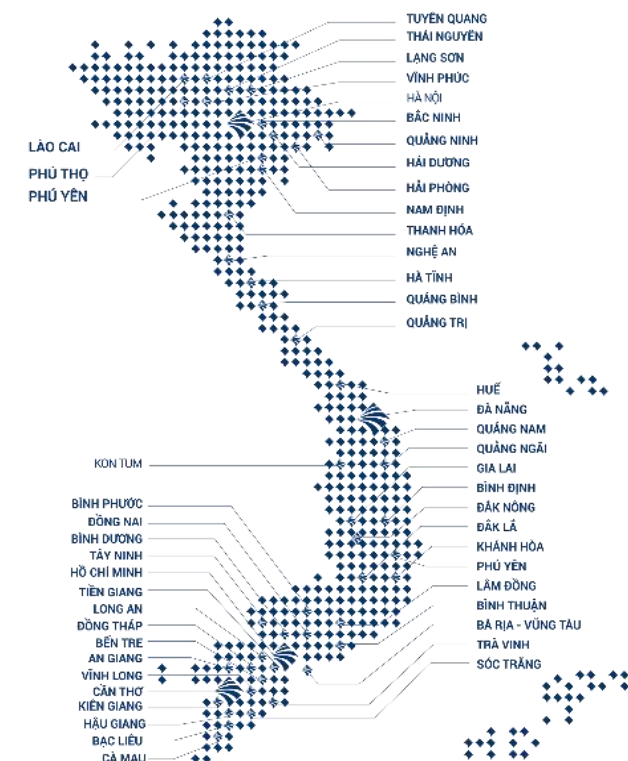 TUYÊN QUANG
THÁI NGUYÊN
LẠNG SƠN
VĨNH PHÚC
HÀ NỘI
BẮC NINH
QUẢNG NINH
HẢI DƯƠNG
HẢI PHÒNG
NAM ĐỊNH
THANH HÓA
NGHỆ AN
HÀ TĨNH
QUẢNG BÌNH
QUẢNG TRỊ
LÀO CAI
PHÚ THỌ
PHÚ YÊN
HUẾ
ĐÀ NẴNG
QUẢNG NAM
QUẢNG NGÃI
GIA LAI
BÌNH ĐỊNH
ĐẮK NÔNG
ĐẮK LẮ
KHÁNH HÒA
PHÚ YÊN
LÂM ĐỒNG
BÌNH THUẬN
BÀ RỊA - VŨNG TÀU
TRÀ VINH
SÓC TRĂNG
KON TUM
BÌNH PHƯỚC
ĐỒNG NAI
BÌNH DƯƠNG
TÂY NINH
HỒ CHÍ MINH
TIỀN GIANG
LONG AN
ĐỒNG THÁP
BẾN TRE
AN GIANG
VĨNH LONG
CẦN THƠ
KIÊN GIANG
HẬU GIANG
BẠC LIÊU
CÀ MAU